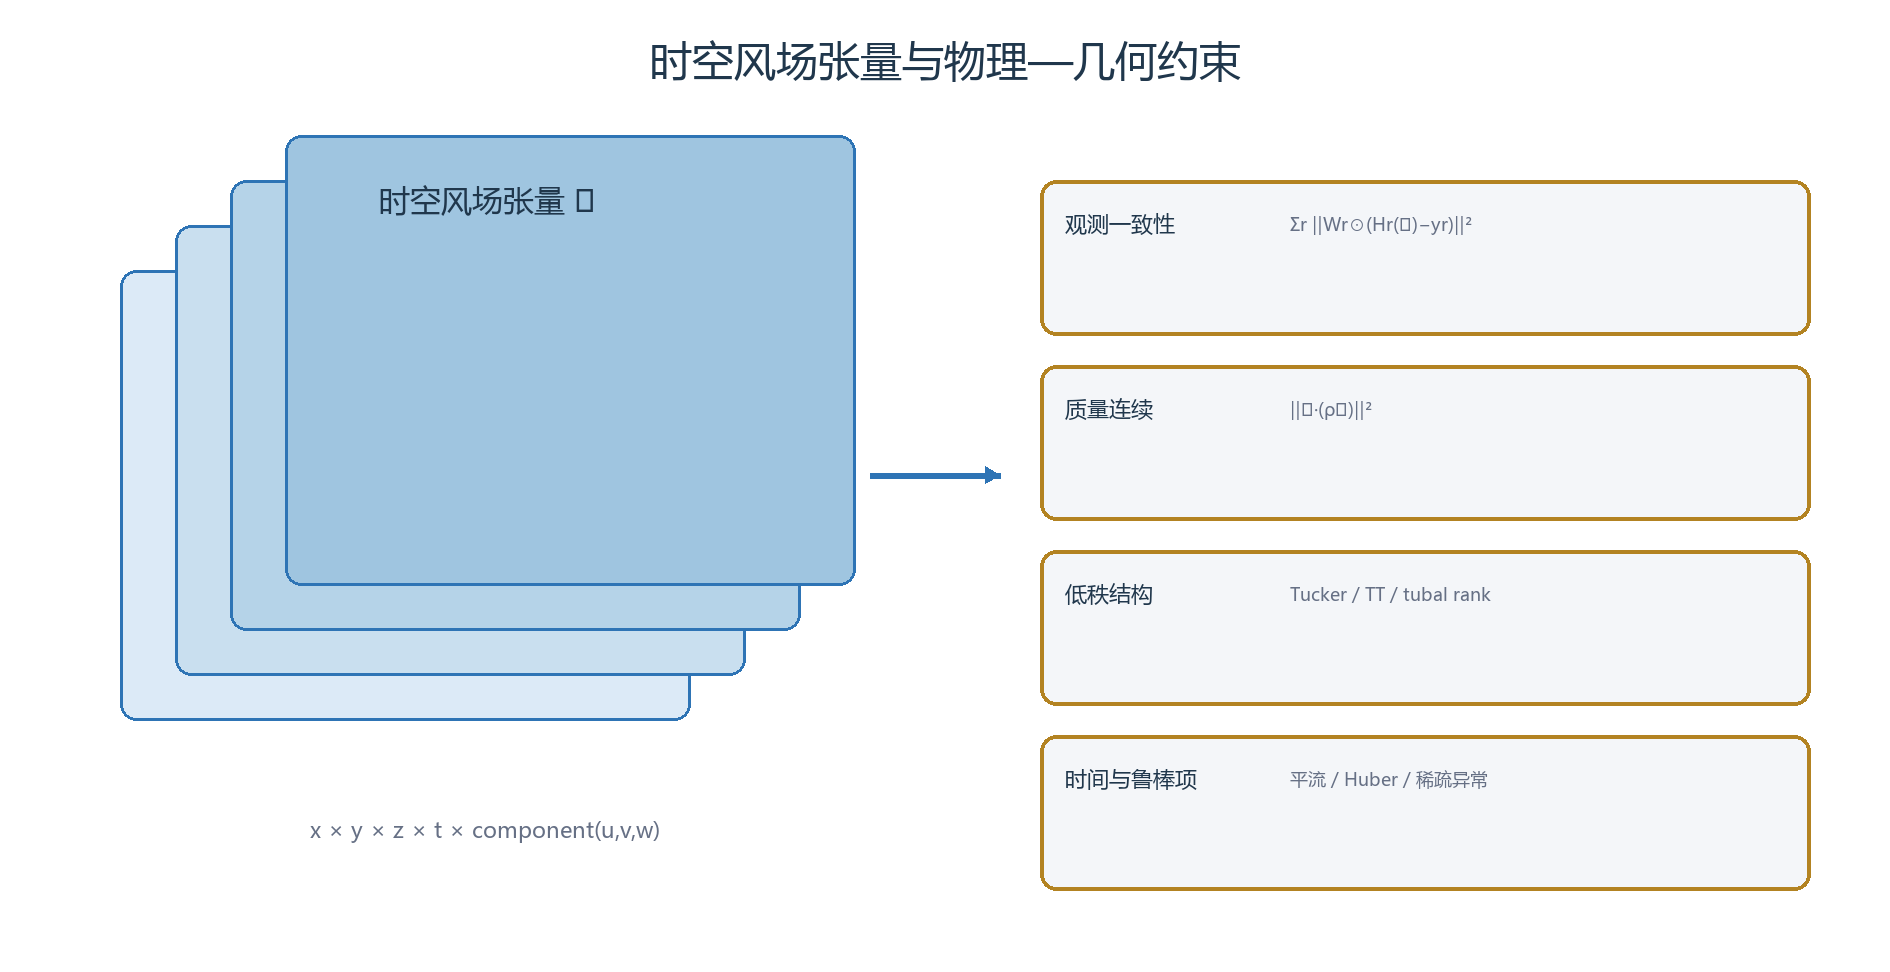 时空风场张量与物理—几何约束
时空风场张量 □
x × y × z × t × component(u,v,w)
观测一致性 Σr ||Wr⊙(Hr(□)−yr)||²
质量连续 ||□·(ρ□)||²
低秩结构 Tucker / TT / tubal rank
时间与鲁棒项 平流 / Huber / 稀疏异常